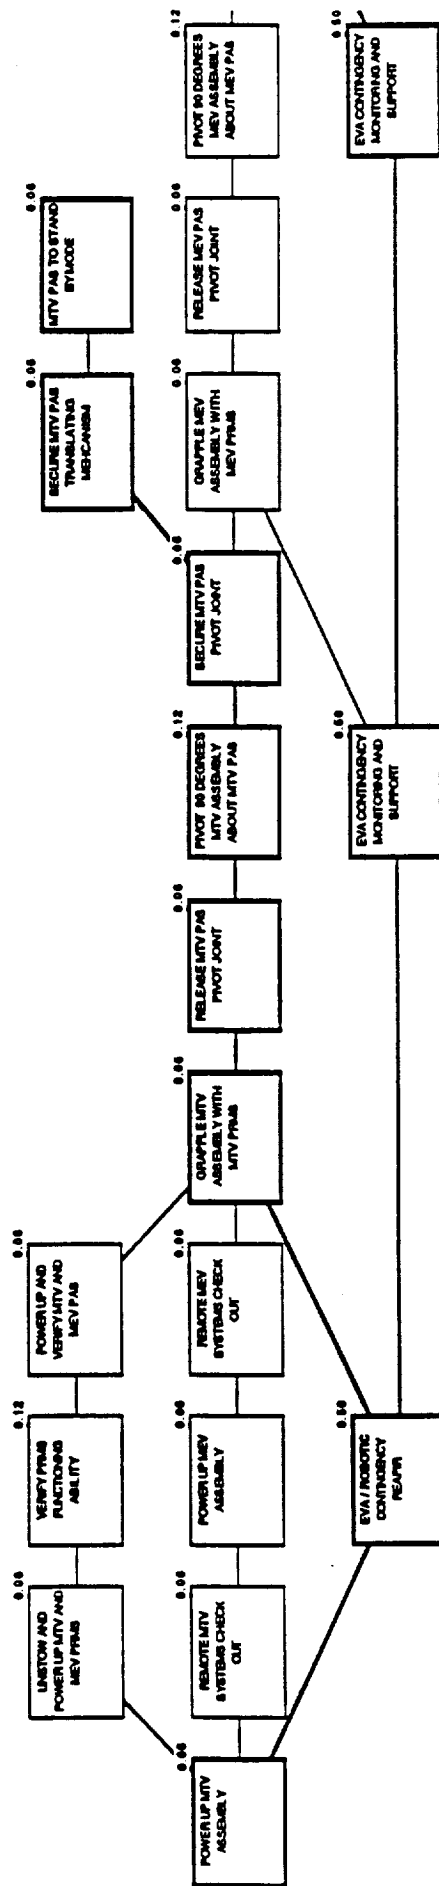 0.06
UNSTOW AND
POWER UP MTV AND
MEV PRMS
0.12
VERIFY PRMS
FUNCTIONING
ABILITY
0.06
POWER UP AND
VERIFY MTV AND
MEV PAS
0.06
SECURE MTV PAS
TRANSLATING
MEHCANISM
0.06
MTV PAS TO STAND
BY MODE
0.06
POWER UP MTV
ASSEMBLY
0.06
REMOTE MTV
SYSTEMS CHECK
OUT
0.06
POWER UP MEV
ASSEMBLY
0.06
REMOTE MEV
SYSTEMS CHECK
OUT
0.06
GRAPPLE MTV
ASSEMBLY WITH
MTV PRMS
0.06
RELEASE MTV PAS
PIVOT JOINT
0.12
PIVOT 90 DEGREES
MTV ASSEMBLY
ABOUT MTV PAS
0.06
SECURE MTV PAS
PIVOT JOINT
0.06
GRAPPLE MEV
ASSEMBLY WITH
MEV PRMS
0.06
RELEASE MEV PAS
PIVOT JOINT
0.12
PIVOT 90 DEGREES
MEV ASSEMBLY
ABOUT MEV PAS
0.50
EVA / ROBOTIC
CONTINGENCY
REAPIR
0.50
EVA CONTINGENCY
MONITORING AND
SUPPORT
0.50
EVA CONTINGENCY
MONITORING AND
SUPPORT